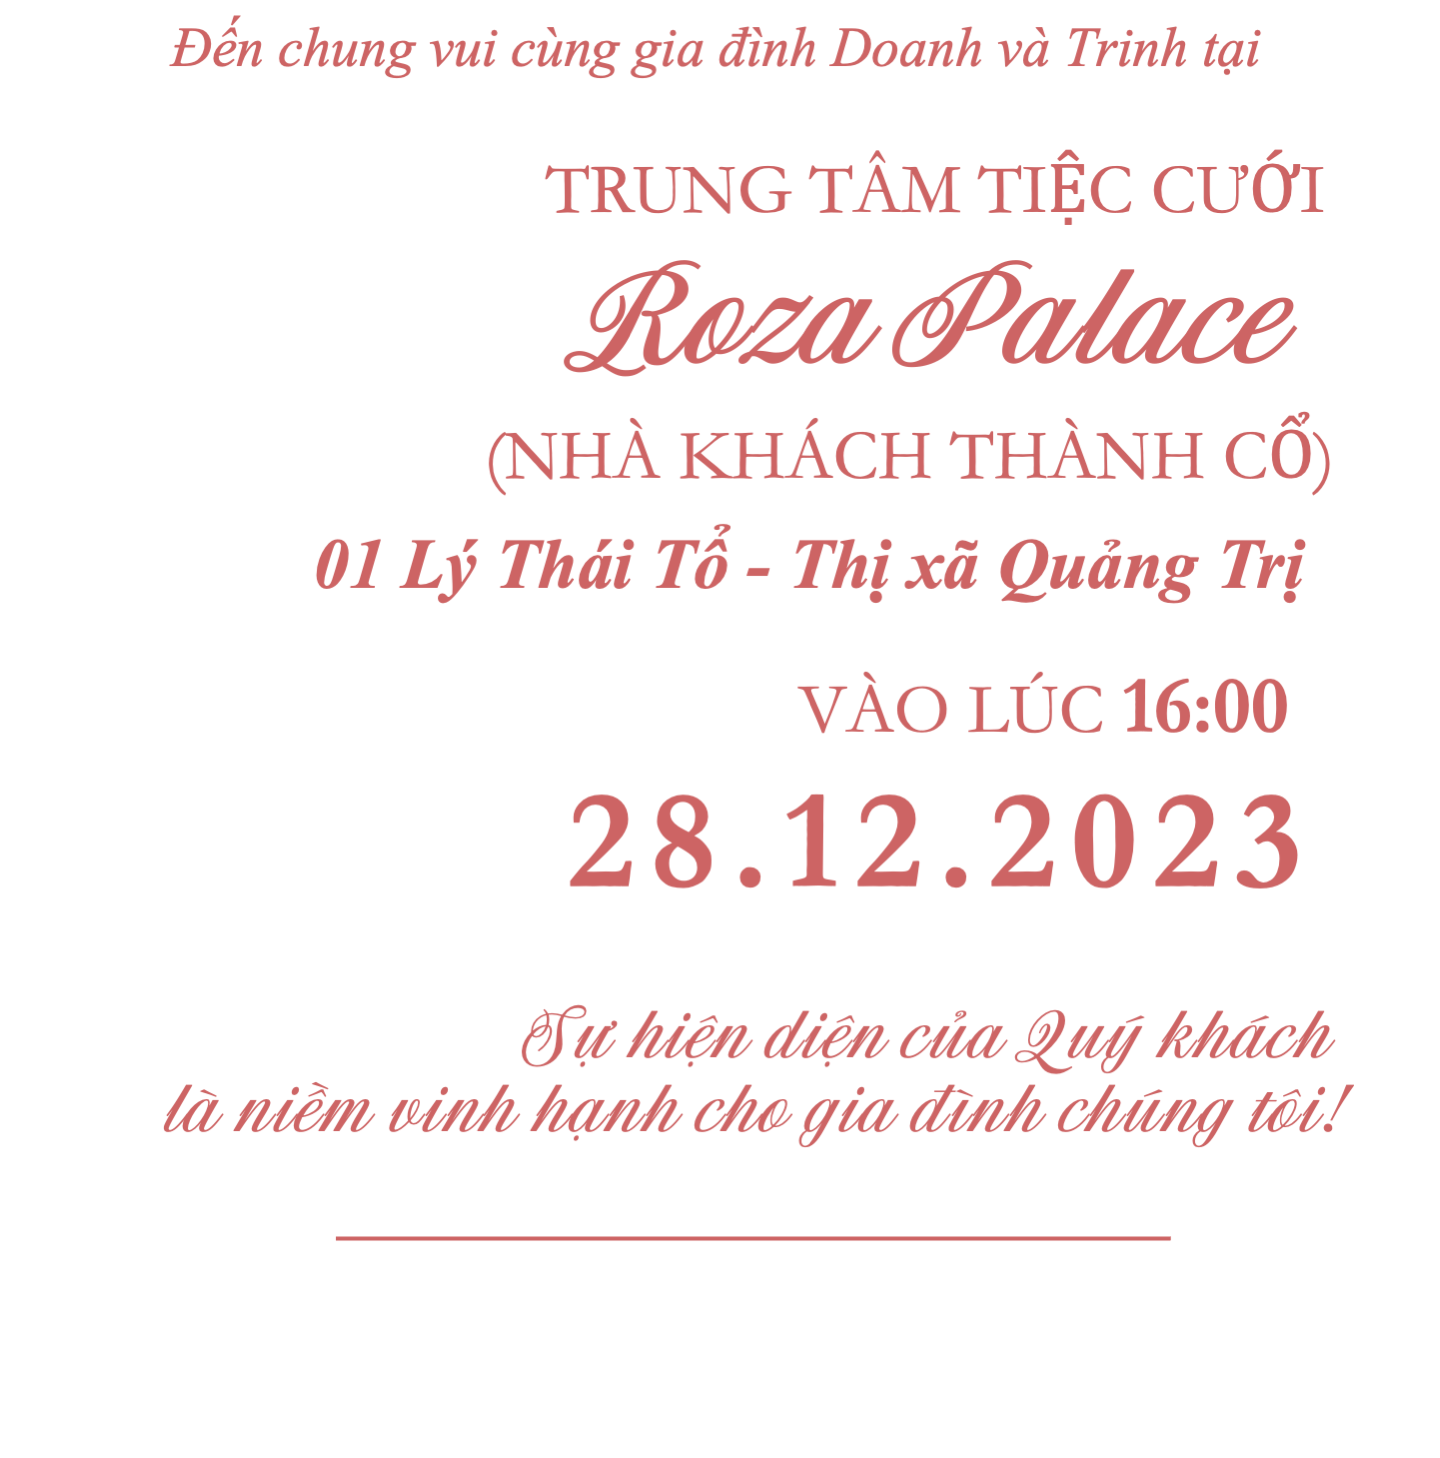 Đến chung vui cùng gia đình Doanh và Trinh tại
TRUNG TÂM TIỆC CƯỚI
Roza Palace
(NHÀ KHÁCH THÀNH CỔ)
01 Lý Thái Tổ - Thị xã Quảng Trị
VÀO LÚC 16:00
28.12.2023
Sự hiện diện của Quý khách
là niềm vinh hạnh cho gia đình chúng tôi!